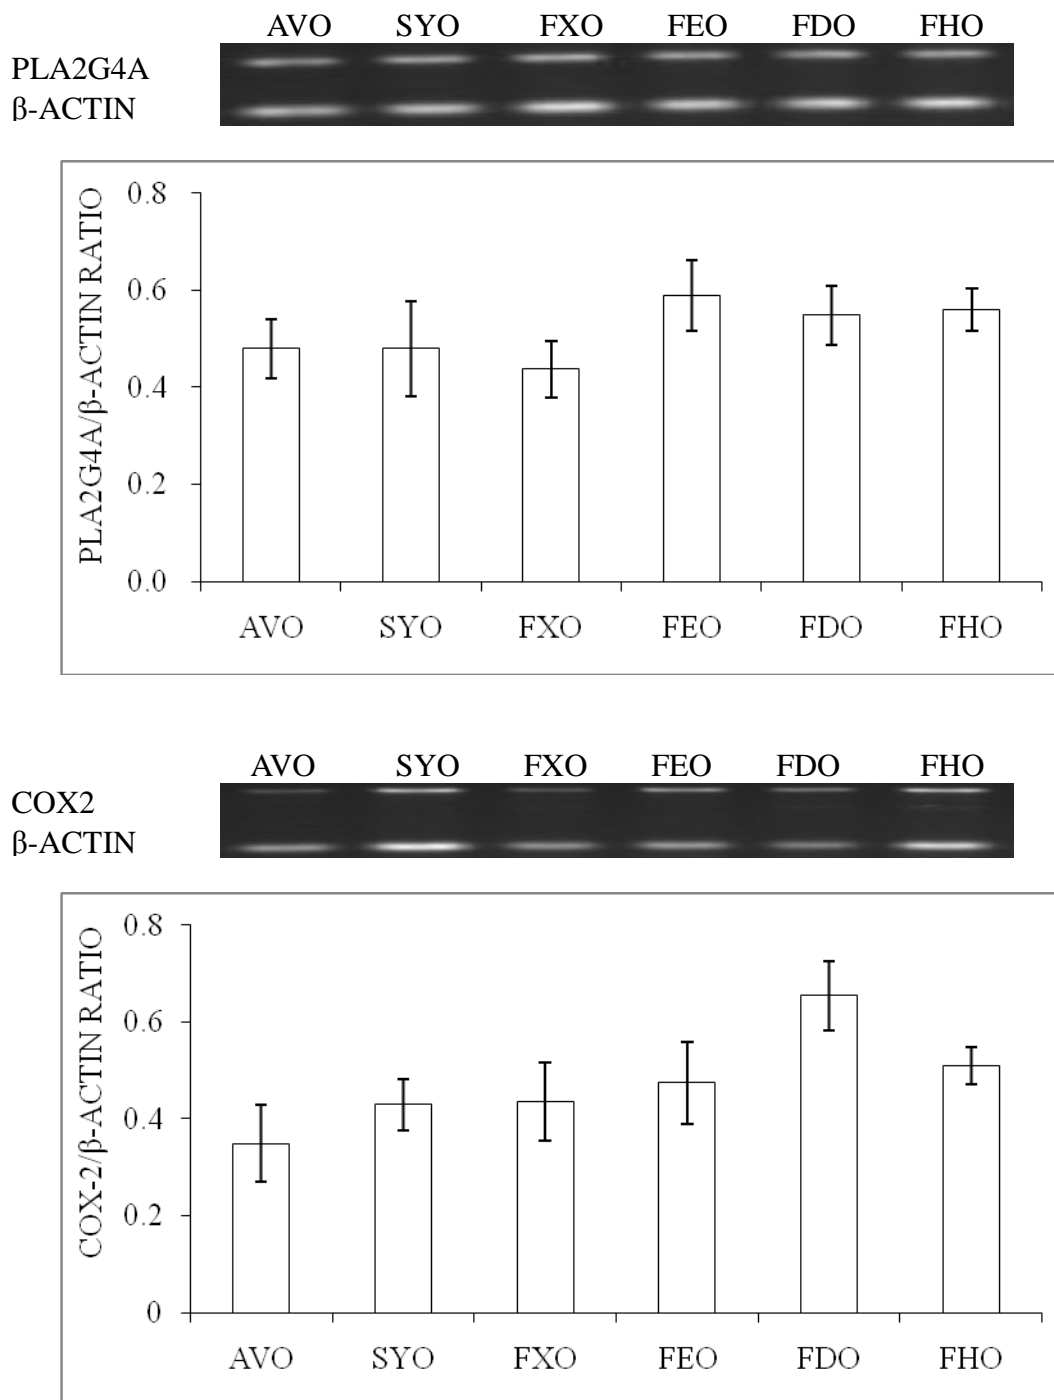 AVO SYO FXO FEO FDO FHO
PLA2G4A
β-ACTIN
PLA2G4A/β-ACTIN RATIO
0.8
0.6
0.4
0.2
0.0
AVO SYO FXO FEO FDO FHO
AVO SYO FXO FEO FDO FHO
COX2
β-ACTIN
COX-2/β-ACTIN RATIO
0.8
0.6
0.4
0.2
0
AVO SYO FXO FEO FDO FHO